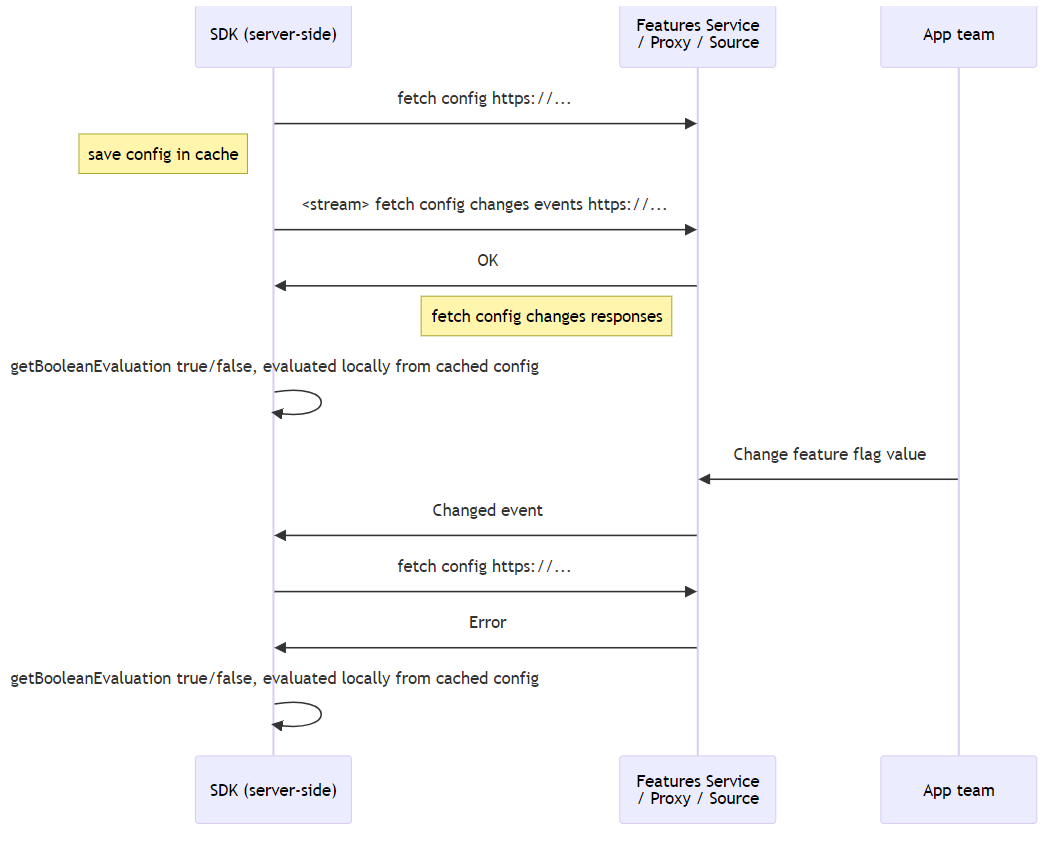 SDK (server-side)
Features Service
/ Proxy / Source
App team
fetch config https://...
save config in cache
<stream> fetch config changes events https://...
OK
fetch config changes responses
getBooleanEvaluation true/false, evaluated locally from cached config
Change feature flag value
Changed event
fetch config https://...
Error
getBooleanEvaluation true/false, evaluated locally from cached config
SDK (server-side)
Features Service
/ Proxy / Source
App team